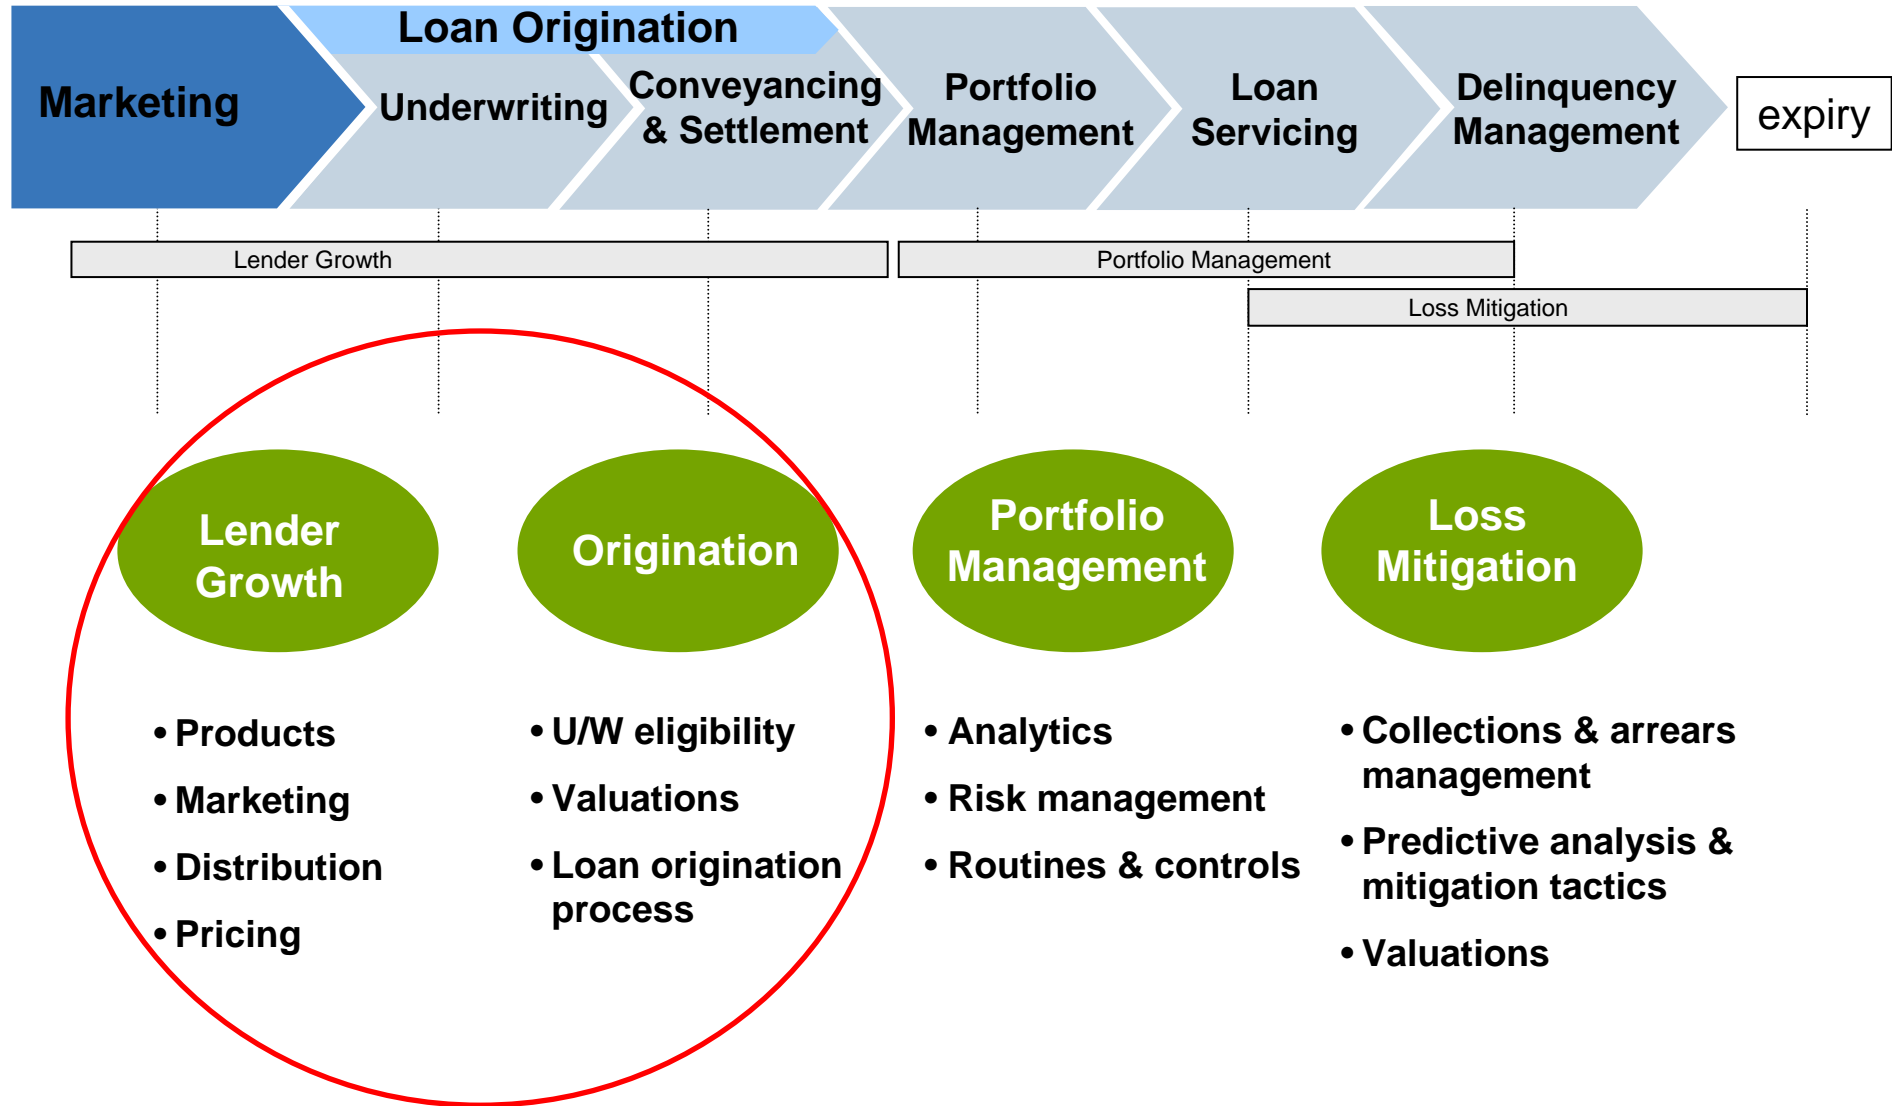 Loan Origination
Marketing
Underwriting
Conveyancing
& Settlement
Portfolio
Management
Loan
Servicing
Delinquency
Management
expiry
Lender Growth
Portfolio Management
Loss Mitigation
Lender
Growth
Origination
Portfolio
Management
Loss
Mitigation
• Products
• Marketing
• Distribution
• Pricing
• U/W eligibility
• Valuations
• Loan origination
process
• Analytics
• Risk management
• Routines & controls
• Collections & arrears
management
• Predictive analysis &
mitigation tactics
• Valuations